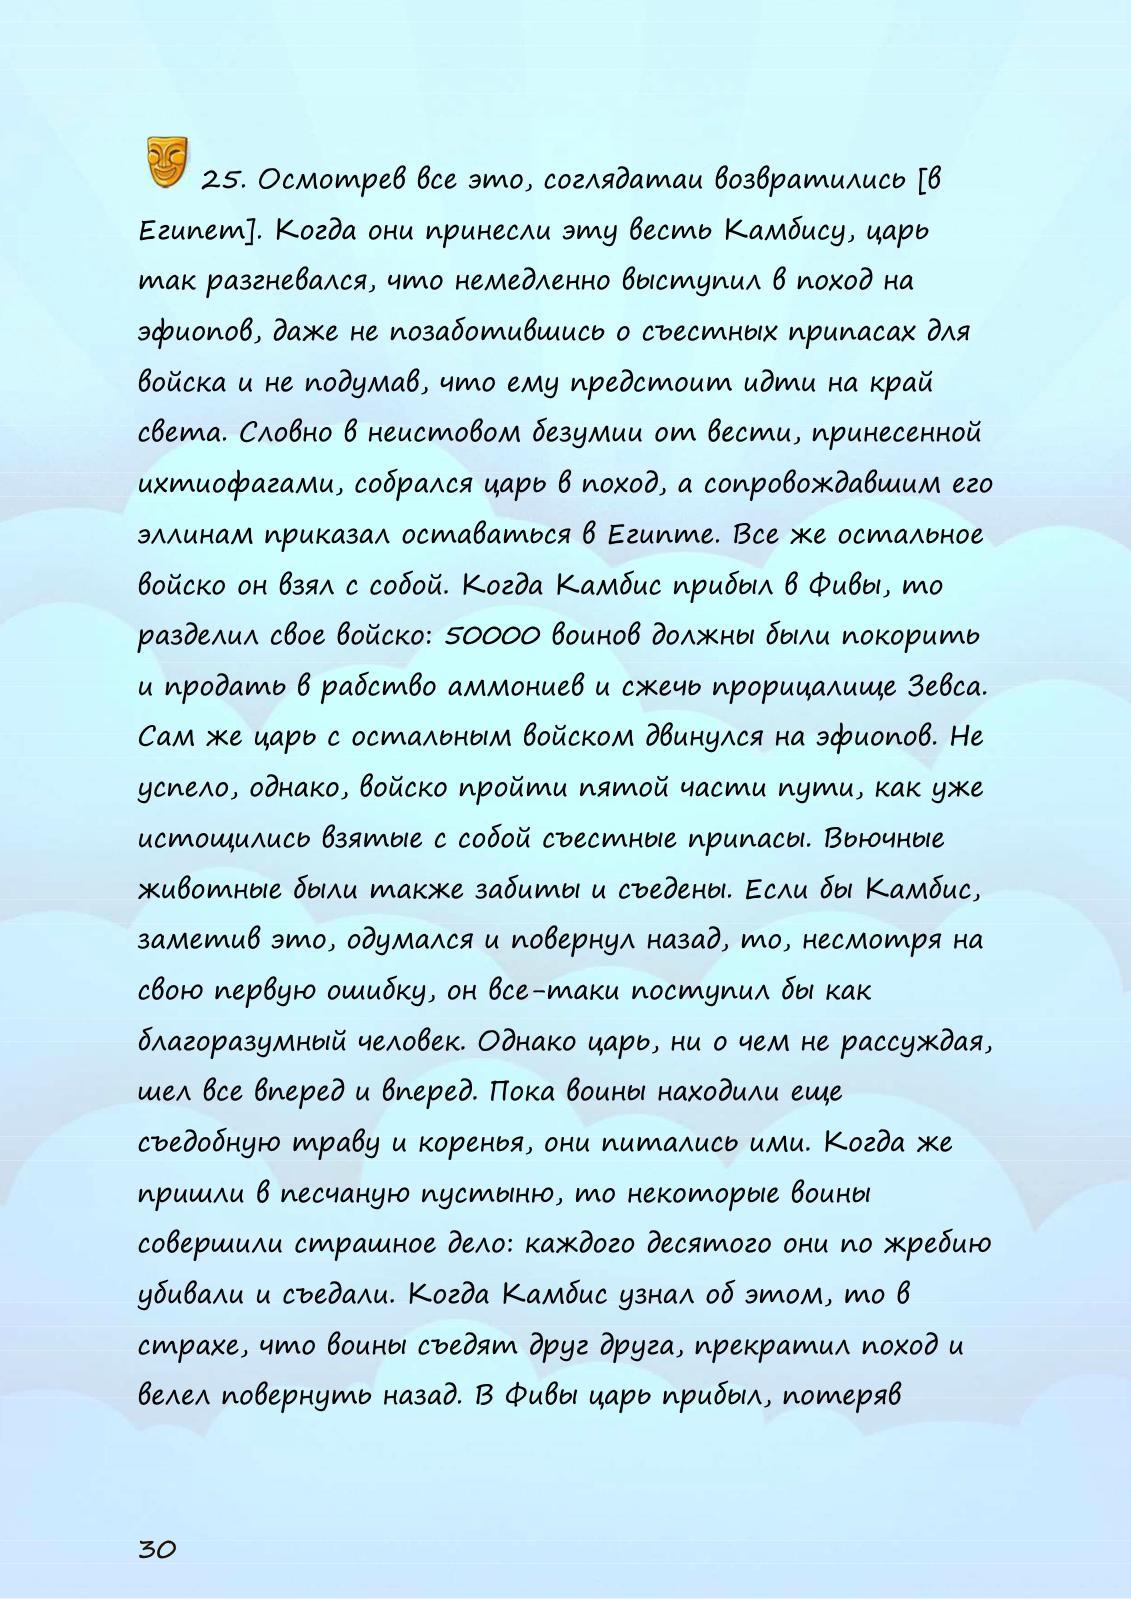 25. Осмотрев все это, соглядатаи возвратились [в
Египет]. Когда они принесли эту весть Камбису, царь
так разгневался, что немедленно выступил в поход на
эфиопов, даже не позаботившись о съестных припасах для
войска и не подумав, что ему предстоит идти на край
света. Словно в неистовом безумии от вести, принесенной
ихтиофагами, собрался царь в поход, а сопровождавшим его
эллинам приказал оставаться в Египте. Все же остальное
войско он взял с собой. Когда Камбис прибыл в Фивы, то
разделил свое войско: 50000 воинов должны были покорить
и продать в рабство аммониев и сжечь прорицалище Зевса.
Сам же царь с остальным войском двинулся на эфиопов. Не
успело, однако, войско пройти пятой части пути, как уже
истощились взятые с собой съестные припасы. Вьючные
животные были также забиты и съедены. Если бы Камбис,
заметив это, одумался и повернул назад, то, несмотря на
свою первую ошибку, он все-таки поступил бы как
благоразумный человек. Однако царь, ни о чем не рассуждая,
шел все вперед и вперед. Пока воины находили еще
съедобную траву и коренья, они питались ими. Когда же
пришли в песчаную пустыню, то некоторые воины
совершили страшное дело: каждого десятого они по жребию
убивали и съедали. Когда Камбис узнал об этом, то в
страхе, что воины съедят друг друга, прекратил поход и
велел повернуть назад. В Фивы царь прибыл, потеряв
30